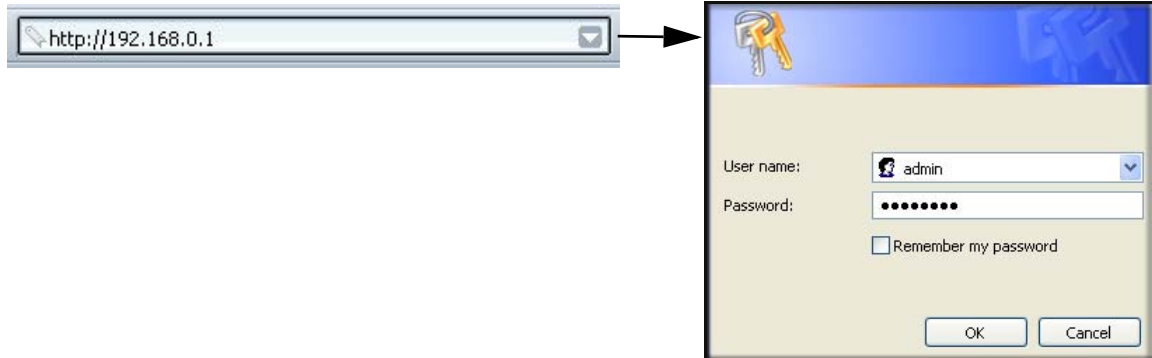 http://192.168.0.1
User name:
admin
Password:
••••••••
Remember my password
OK
Cancel